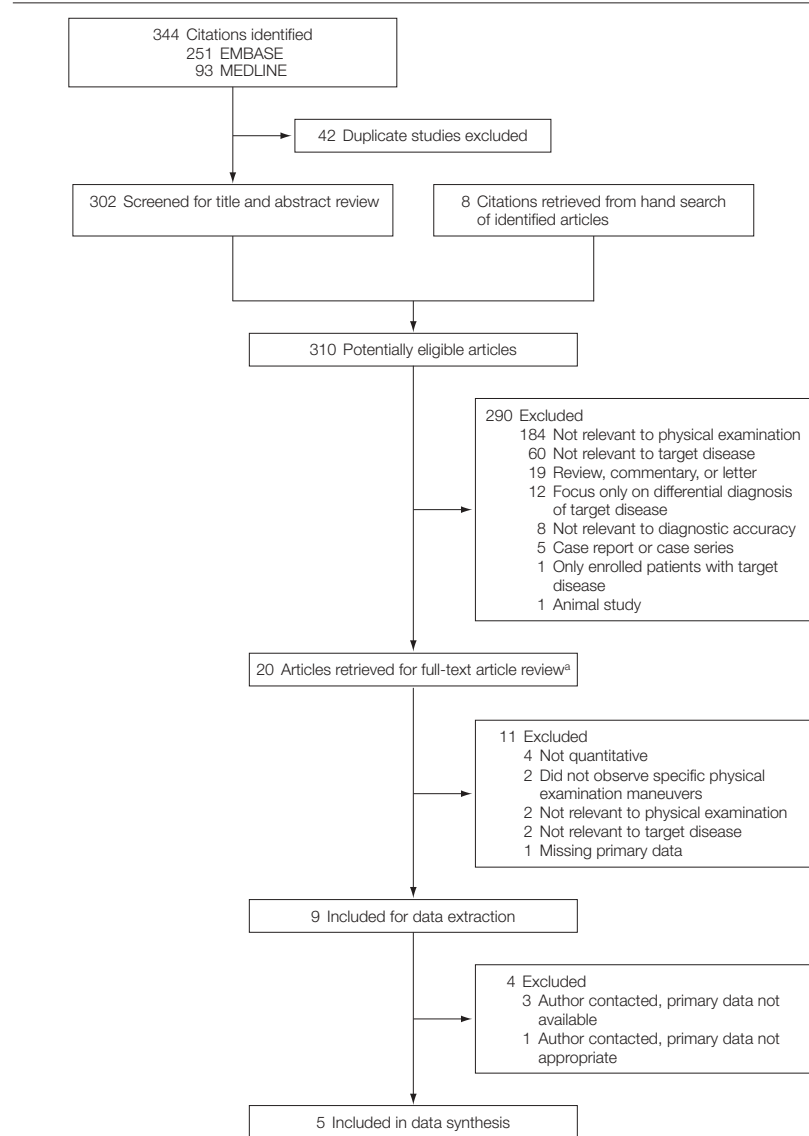 344 Citations identified
251 EMBASE
93 MEDLINE
42 Duplicate studies excluded
302 Screened for title and abstract review
8 Citations retrieved from hand search
of identified articles
310 Potentially eligible articles
290 Excluded
184 Not relevant to physical examination
60 Not relevant to target disease
19 Review, commentary, or letter
12 Focus only on differential diagnosis
of target disease
8 Not relevant to diagnostic accuracy
5 Case report or case series
1 Only enrolled patients with target
disease
1 Animal study
20 Articles retrieved for full-text article reviewᵃ
11 Excluded
4 Not quantitative
2 Did not observe specific physical
examination maneuvers
2 Not relevant to physical examination
2 Not relevant to target disease
1 Missing primary data
9 Included for data extraction
4 Excluded
3 Author contacted, primary data not
available
1 Author contacted, primary data not
appropriate
5 Included in data synthesis